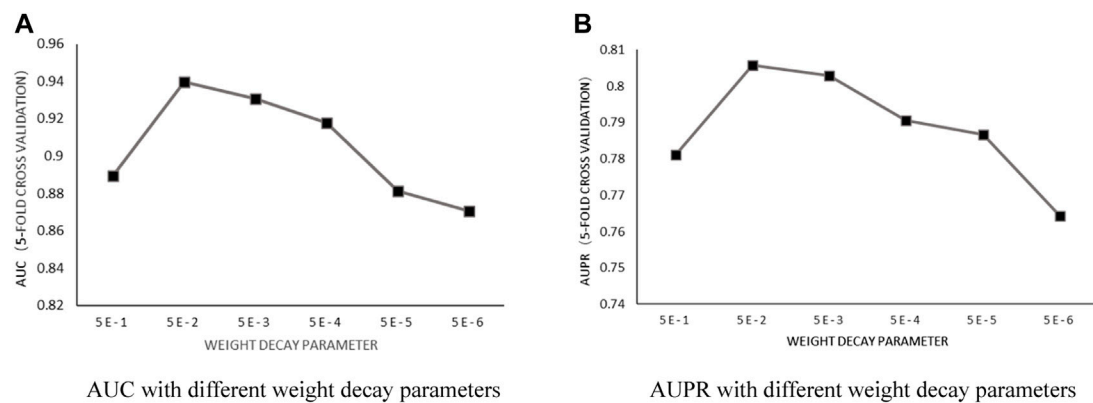 A
0.96
0.94
0.92
0.9
0.88
0.86
0.84
0.82
AUC (5-FOLD CROSS VALIDATION)
5E-1 5E-2 5E-3 5E-4 5E-5 5E-6
WEIGHT DECAY PARAMETER
AUC with different weight decay parameters
B
0.81
0.8
0.79
0.78
0.77
0.76
0.75
0.74
AUPR (5-FOLD CROSS VALIDATION)
5E-1 5E-2 5E-3 5E-4 5E-5 5E-6
WEIGHT DECAY PARAMETER
AUPR with different weight decay parameters